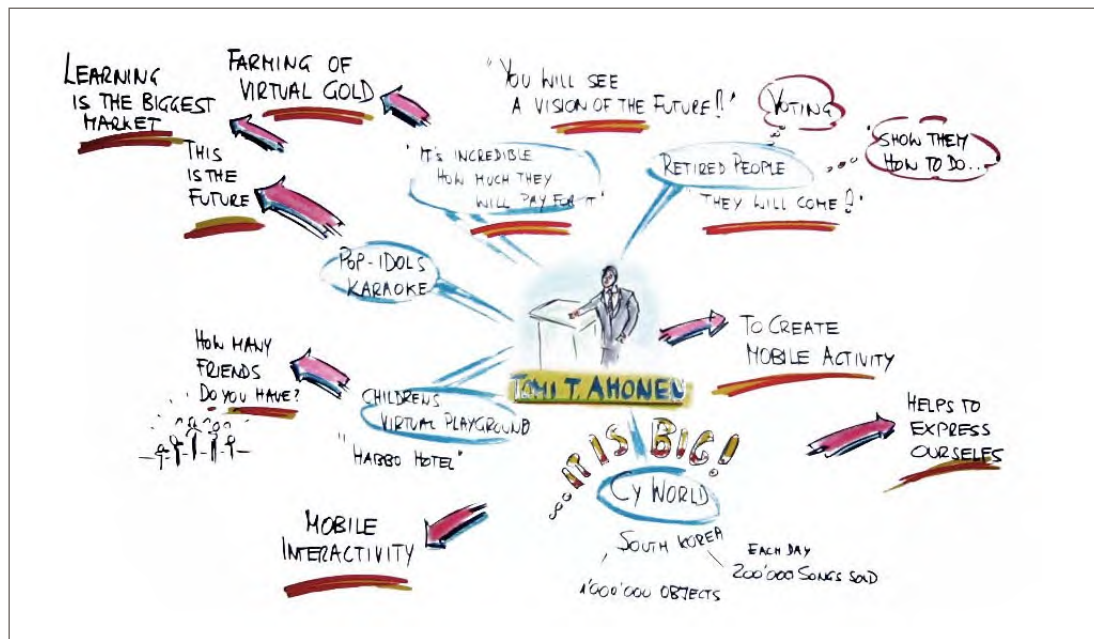 LEARNING
IS THE BIGGEST
MARKET
FARMING OF
VIRTUAL GOLD
"YOU WILL SEE
A VISION OF THE FUTURE!!"
VOTING
"SHOW THEM
HOW TO DO...
RETIRED PEOPLE
"THEY WILL COME!"
THIS
IS THE
FUTURE
"IT'S INCREDIBLE
HOW MUCH THEY
WILL PAY FOR IT"
POP-IDOLS
KARAOKE
HOW MANY
FRIENDS
DO YOU HAVE?
CHILDRENS
VIRTUAL PLAYGROUND
"HABBO HOTEL"
TOMI T. AHONEN
TO CREATE
MOBILE ACTIVITY
HELPS TO
EXPRESS
OURSELES
...IT IS BIG!
CY WORLD
SOUTH KOREA
1'000'000 OBJECTS
EACH DAY
200'000 SONGS SOLD
MOBILE
INTERACTIVITY